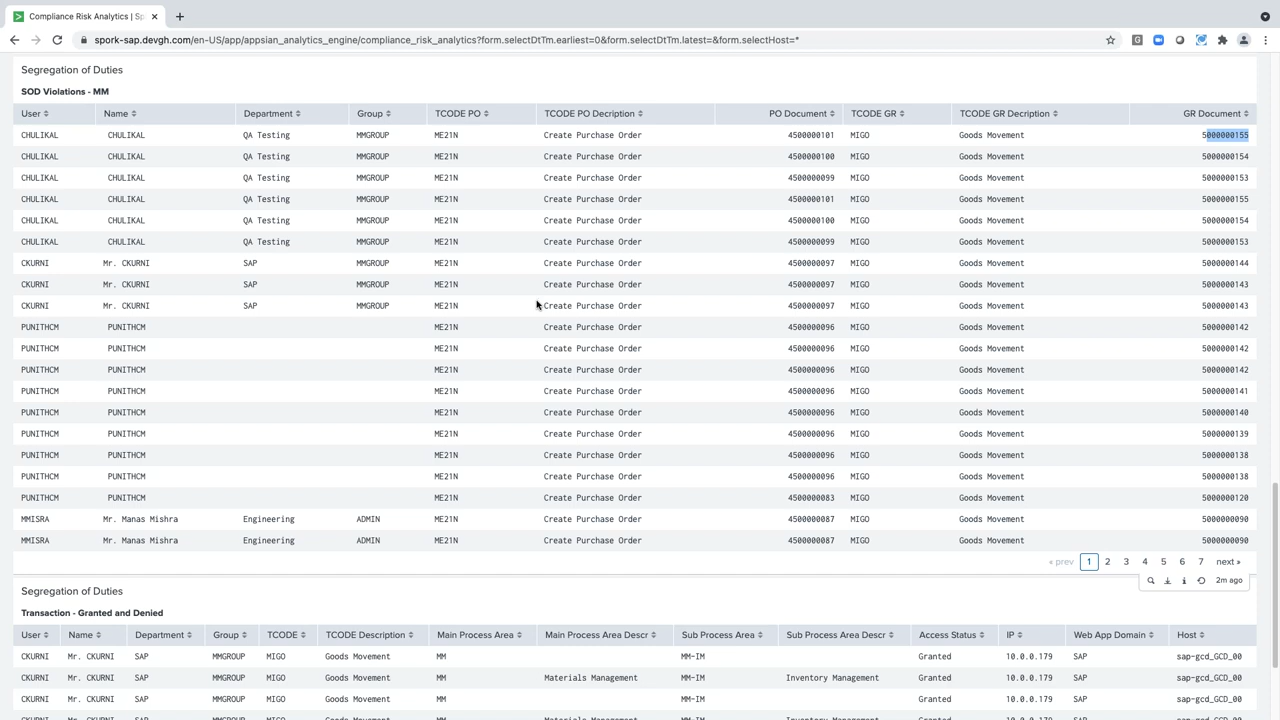 Compliance Risk Analytics | Sp
spork-sap.devgh.com/en-US/app/appsian_analytics_engine/compliance_risk_analytics?form.selectDtTm.earliest=0&form.selectDtTm.latest=&form.selectHost=*
Segregation of Duties
SOD Violations - MM
User Name Department Group TCODE PO TCODE PO Decription PO Document TCODE GR TCODE GR Decription GR Document
CHULIKAL CHULIKAL QA Testing MMGROUP ME21N Create Purchase Order 4500000101 MIGO Goods Movement 5000000155
CHULIKAL CHULIKAL QA Testing MMGROUP ME21N Create Purchase Order 4500000100 MIGO Goods Movement 5000000154
CHULIKAL CHULIKAL QA Testing MMGROUP ME21N Create Purchase Order 4500000099 MIGO Goods Movement 5000000153
CHULIKAL CHULIKAL QA Testing MMGROUP ME21N Create Purchase Order 4500000101 MIGO Goods Movement 5000000155
CHULIKAL CHULIKAL QA Testing MMGROUP ME21N Create Purchase Order 4500000100 MIGO Goods Movement 5000000154
CHULIKAL CHULIKAL QA Testing MMGROUP ME21N Create Purchase Order 4500000099 MIGO Goods Movement 5000000153
CKURNI Mr. CKURNI SAP MMGROUP ME21N Create Purchase Order 4500000097 MIGO Goods Movement 5000000144
CKURNI Mr. CKURNI SAP MMGROUP ME21N Create Purchase Order 4500000097 MIGO Goods Movement 5000000143
CKURNI Mr. CKURNI SAP MMGROUP ME21N Create Purchase Order 4500000097 MIGO Goods Movement 5000000143
PUNITHCM PUNITHCM ME21N Create Purchase Order 4500000096 MIGO Goods Movement 5000000142
PUNITHCM PUNITHCM ME21N Create Purchase Order 4500000096 MIGO Goods Movement 5000000142
PUNITHCM PUNITHCM ME21N Create Purchase Order 4500000096 MIGO Goods Movement 5000000142
PUNITHCM PUNITHCM ME21N Create Purchase Order 4500000096 MIGO Goods Movement 5000000141
PUNITHCM PUNITHCM ME21N Create Purchase Order 4500000096 MIGO Goods Movement 5000000140
PUNITHCM PUNITHCM ME21N Create Purchase Order 4500000096 MIGO Goods Movement 5000000139
PUNITHCM PUNITHCM ME21N Create Purchase Order 4500000096 MIGO Goods Movement 5000000138
PUNITHCM PUNITHCM ME21N Create Purchase Order 4500000096 MIGO Goods Movement 5000000138
PUNITHCM PUNITHCM ME21N Create Purchase Order 4500000083 MIGO Goods Movement 5000000120
MMISRA Mr. Manas Mishra Engineering ADMIN ME21N Create Purchase Order 4500000087 MIGO Goods Movement 5000000090
MMISRA Mr. Manas Mishra Engineering ADMIN ME21N Create Purchase Order 4500000087 MIGO Goods Movement 5000000090
« prev 1 2 3 4 5 6 7 next »
2m ago
Segregation of Duties
Transaction - Granted and Denied
User Name Department Group TCODE TCODE Description Main Process Area Main Process Area Descr Sub Process Area Sub Process Area Descr Access Status IP Web App Domain Host
CKURNI Mr. CKURNI SAP MMGROUP MIGO Goods Movement MM MM-IM Granted 10.0.0.179 SAP sap-gcd_GCD_00
CKURNI Mr. CKURNI SAP MMGROUP MIGO Goods Movement MM Materials Management MM-IM Inventory Management Granted 10.0.0.179 SAP sap-gcd_GCD_00
CKURNI Mr. CKURNI SAP MMGROUP MIGO Goods Movement MM MM-IM Granted 10.0.0.179 SAP sap-gcd_GCD_00